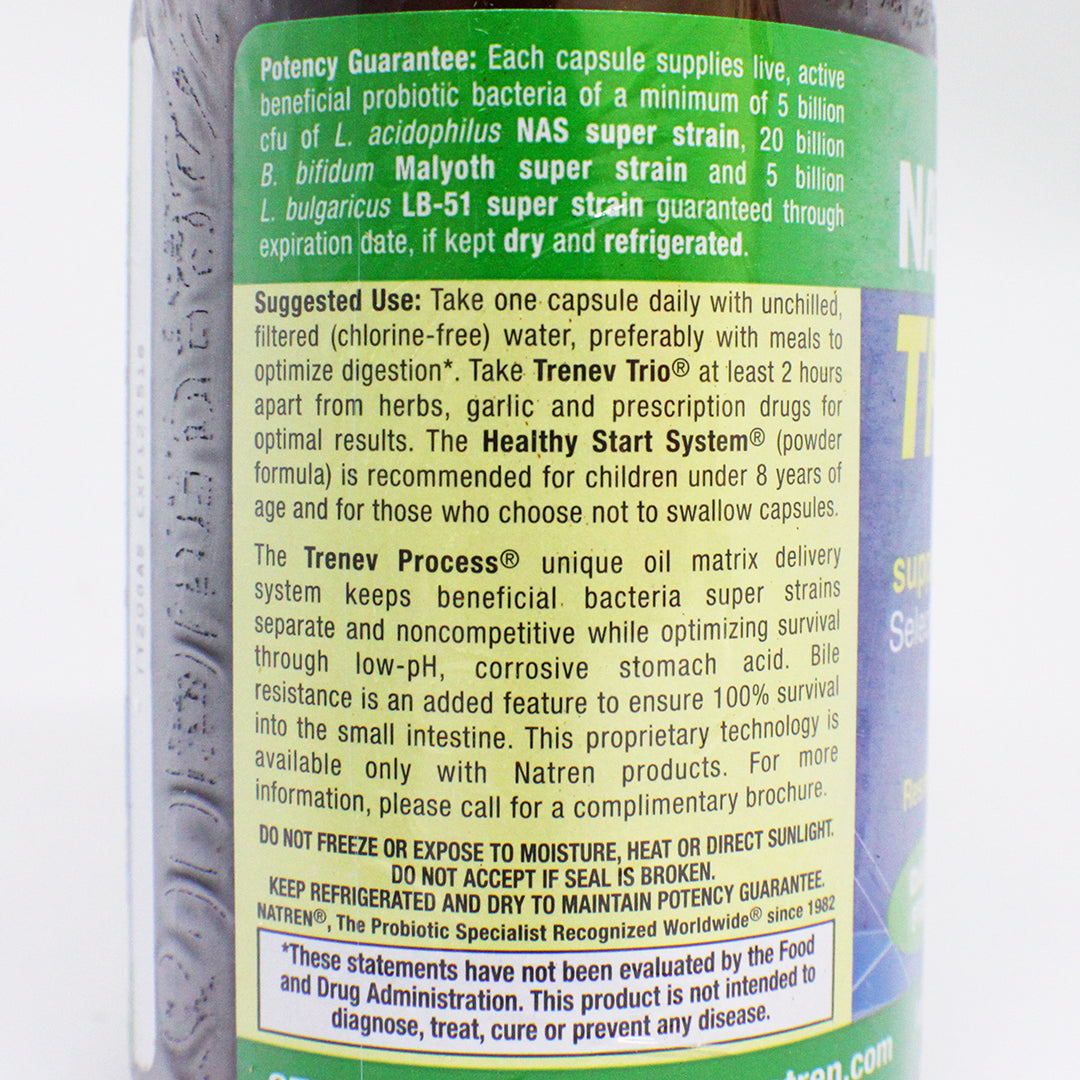 Potency Guarantee: Each capsule supplies live, active
beneficial probiotic bacteria of a minimum of 5 billion
cfu of L. acidophilus NAS super strain, 20 billion
B. bifidum Malyoth super strain and 5 billion
L. bulgaricus LB-51 super strain guaranteed through
expiration date, if kept dry and refrigerated.
Suggested Use: Take one capsule daily with unchilled,
filtered (chlorine-free) water, preferably with meals to
optimize digestion*. Take Trenev Trio® at least 2 hours
apart from herbs, garlic and prescription drugs for
optimal results. The Healthy Start System® (powder
formula) is recommended for children under 8 years of
age and for those who choose not to swallow capsules.
The Trenev Process® unique oil matrix delivery
system keeps beneficial bacteria super strains
separate and noncompetitive while optimizing survival
through low-pH, corrosive stomach acid. Bile
resistance is an added feature to ensure 100% survival
into the small intestine. This proprietary technology is
available only with Natren products. For more
information, please call for a complimentary brochure.
DO NOT FREEZE OR EXPOSE TO MOISTURE, HEAT OR DIRECT SUNLIGHT.
DO NOT ACCEPT IF SEAL IS BROKEN.
KEEP REFRIGERATED AND DRY TO MAINTAIN POTENCY GUARANTEE.
NATREN®, The Probiotic Specialist Recognized Worldwide® since 1982
*These statements have not been evaluated by the Food
and Drug Administration. This product is not intended to
diagnose, treat, cure or prevent any disease.